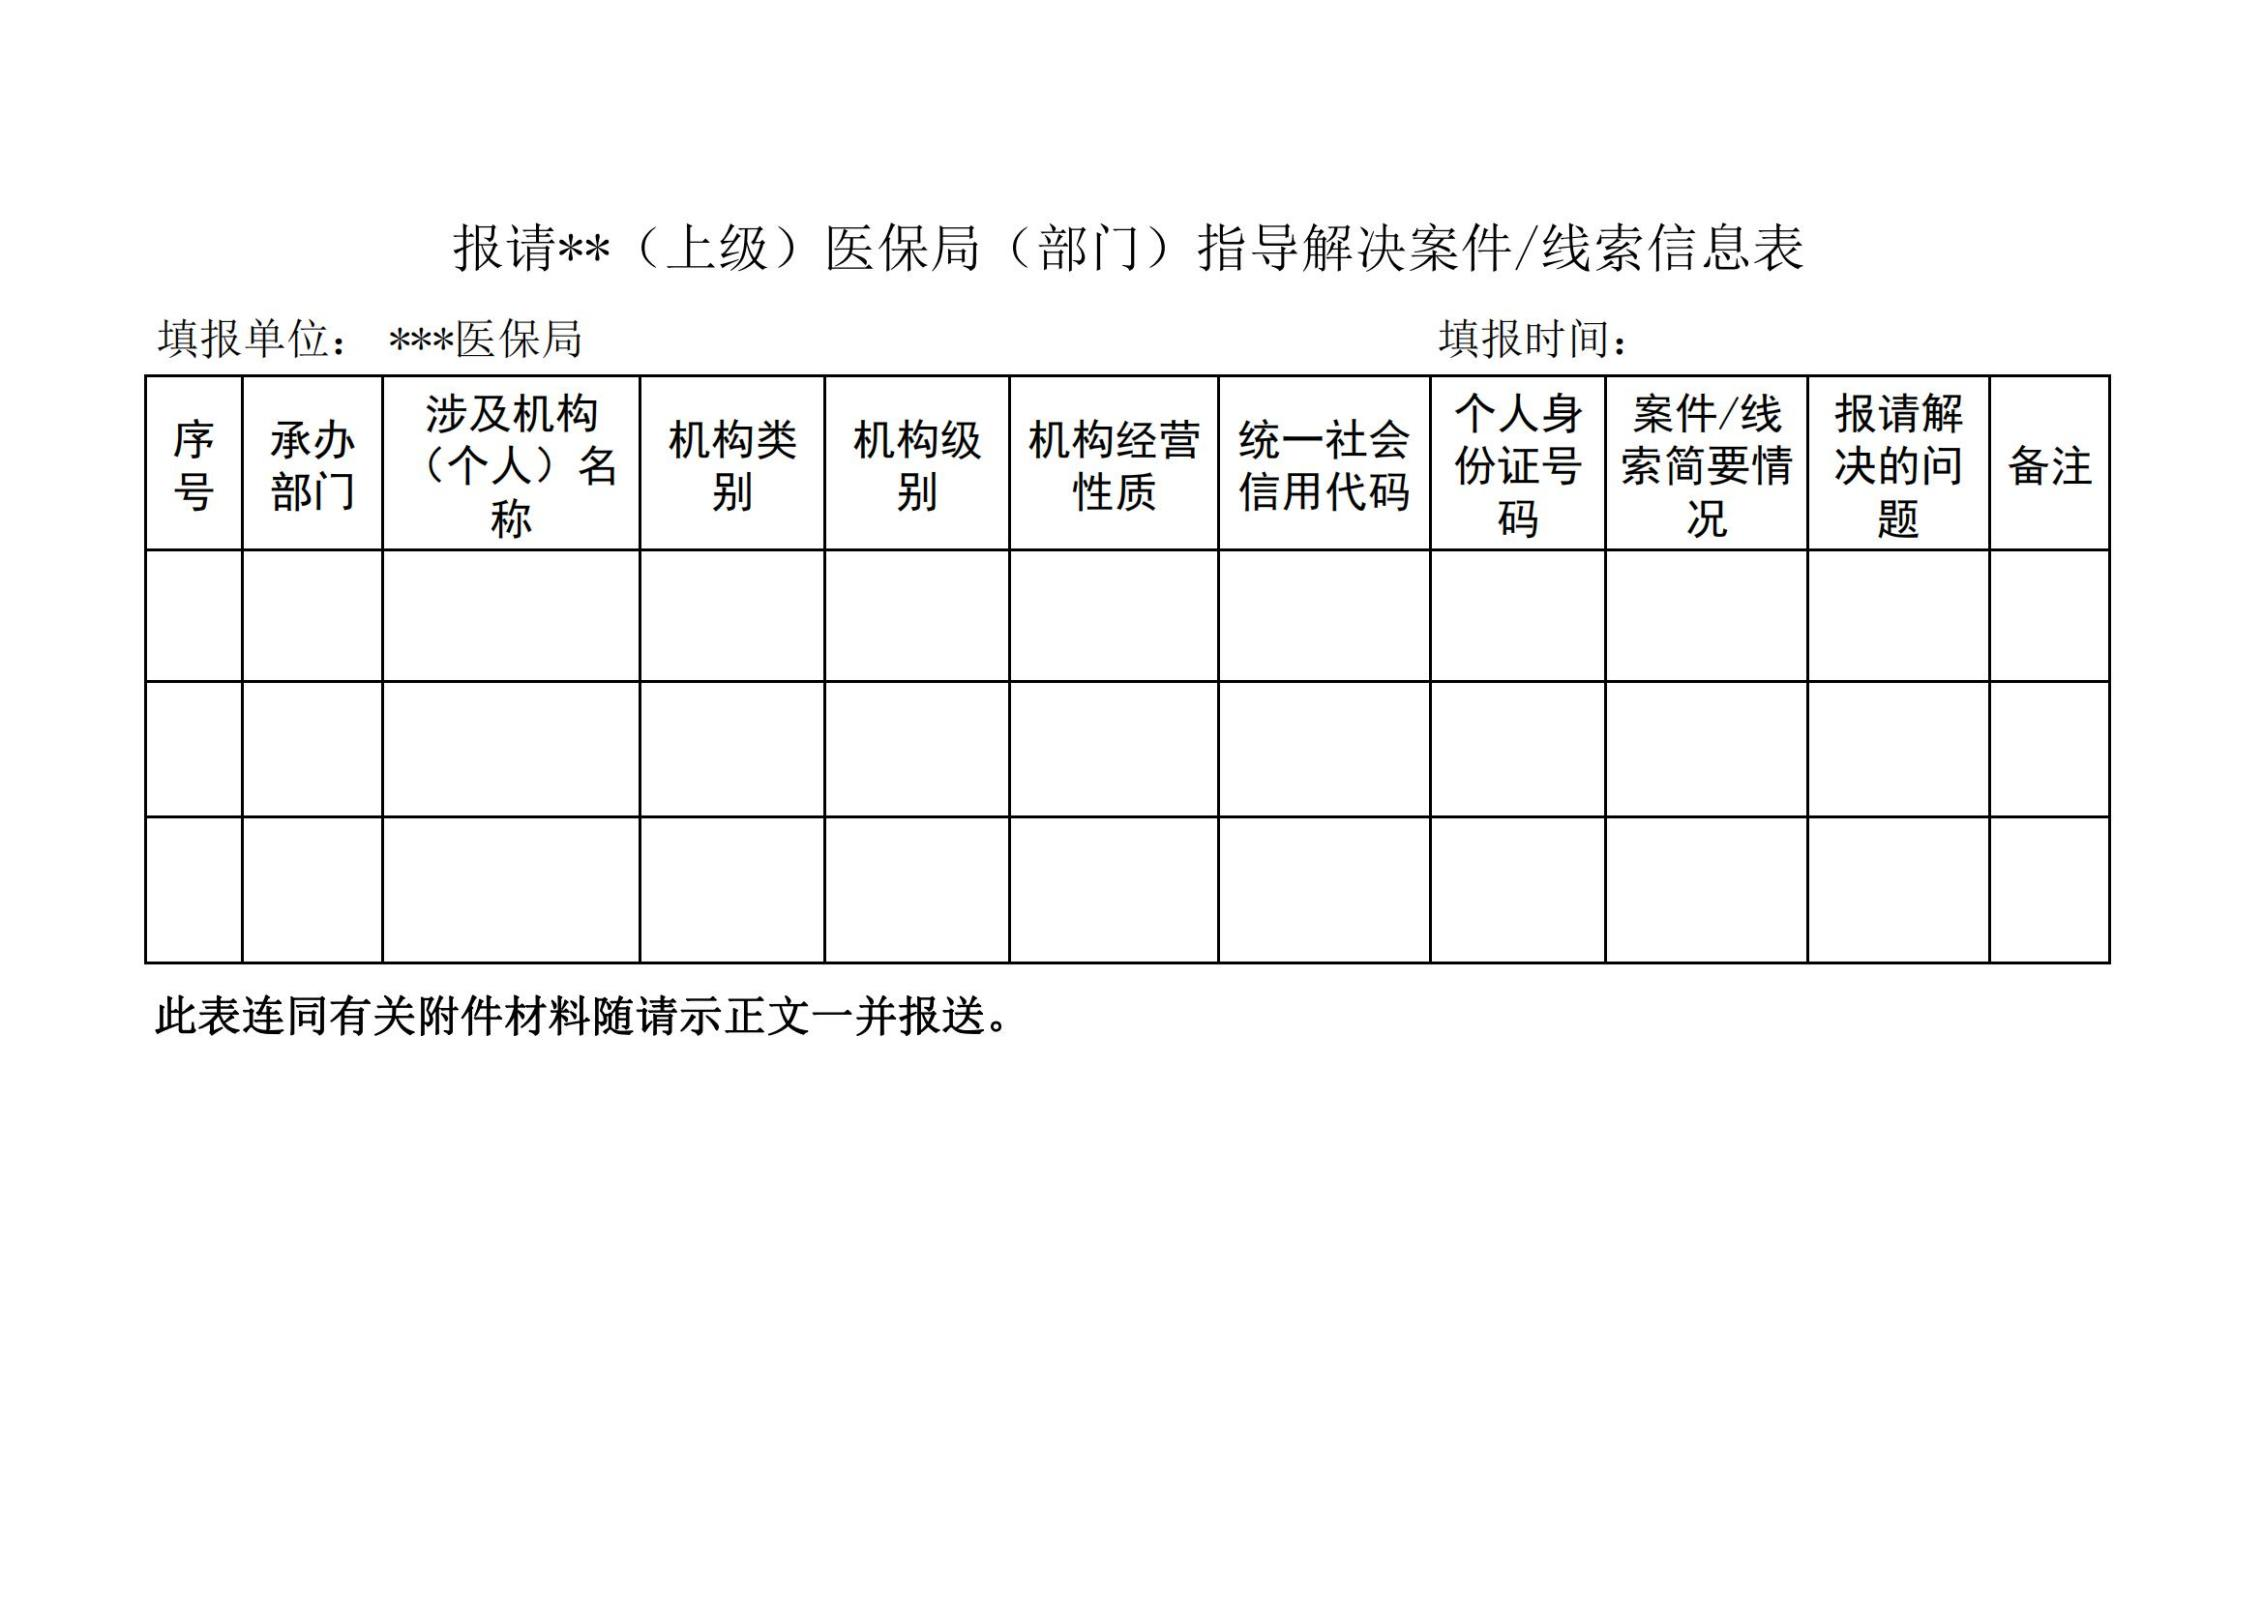 报请**（上级）医保局（部门）指导解决案件/线索信息表
填报单位： ***医保局 填报时间：
序号
承办部门
涉及机构（个人）名称
机构类别
机构级别
机构经营性质
统一社会信用代码
个人身份证号码
案件/线索简要情况
报请解决的问题
备注
此表连同有关附件材料随请示正文一并报送。